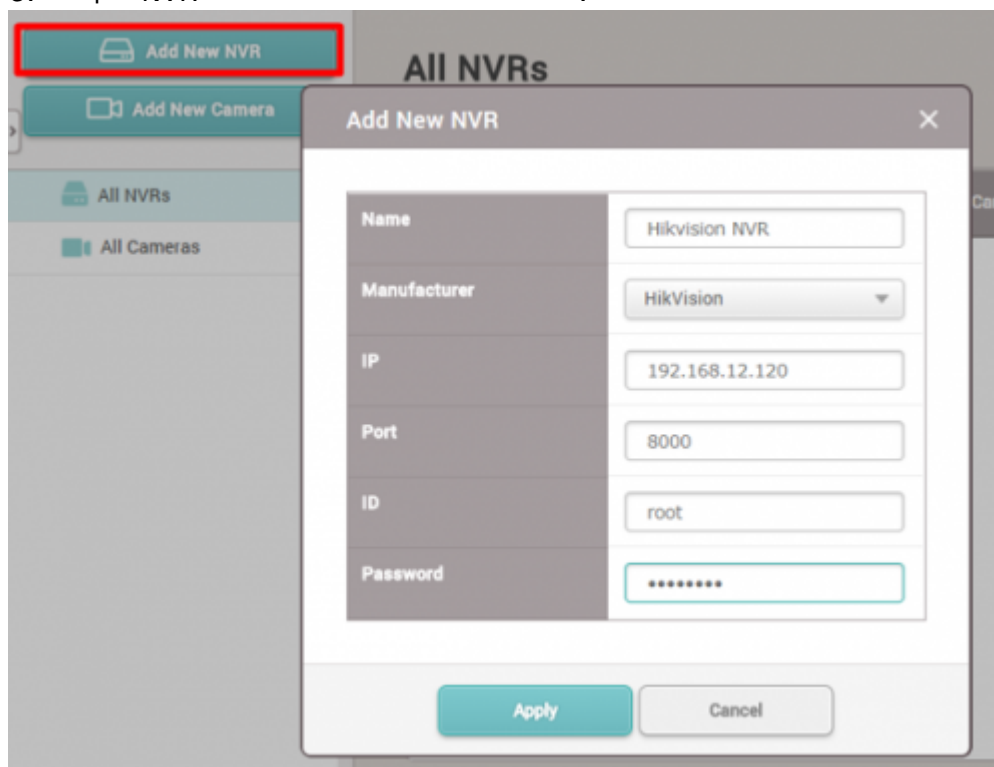 Add New NVR
All NVRs
Add New Camera
Add New NVR
All NVRs
All Cameras
Name
Hikvision NVR
Manufacturer
HikVision
IP
192.168.12.120
Port
8000
ID
root
Password
••••••••
Apply
Cancel